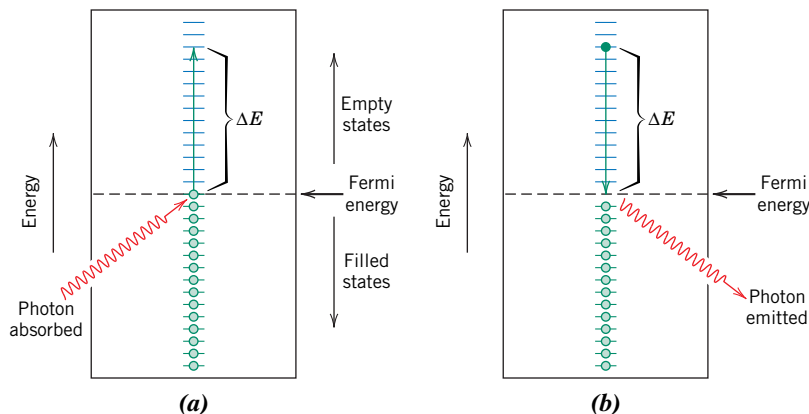 Energy
ΔE
Empty
states
Fermi
energy
Filled
states
Photon
absorbed
(a)
Energy
ΔE
Fermi
energy
Photon
emitted
(b)